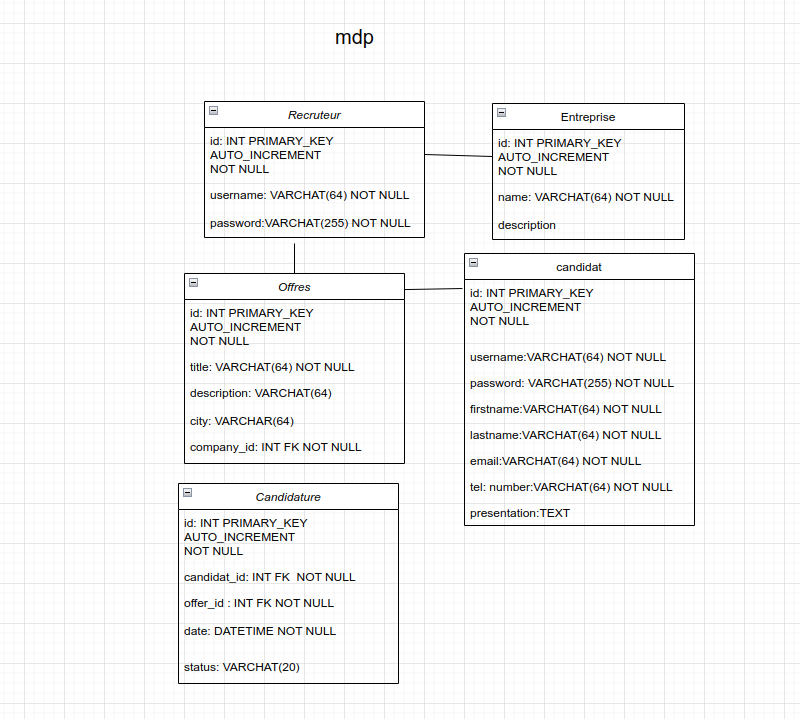 mdp
Recruteur
id: INT PRIMARY_KEY
AUTO_INCREMENT
NOT NULL
username: VARCHAT(64) NOT NULL
password:VARCHAT(255) NOT NULL
Entreprise
id: INT PRIMARY_KEY
AUTO_INCREMENT
NOT NULL
name: VARCHAT(64) NOT NULL
description
Offres
id: INT PRIMARY_KEY
AUTO_INCREMENT
NOT NULL
title: VARCHAT(64) NOT NULL
description: VARCHAT(64)
city: VARCHAR(64)
company_id: INT FK NOT NULL
candidat
id: INT PRIMARY_KEY
AUTO_INCREMENT
NOT NULL
username:VARCHAT(64) NOT NULL
password: VARCHAT(255) NOT NULL
firstname:VARCHAT(64) NOT NULL
lastname:VARCHAT(64) NOT NULL
email:VARCHAT(64) NOT NULL
tel: number:VARCHAT(64) NOT NULL
presentation:TEXT
Candidature
id: INT PRIMARY_KEY
AUTO_INCREMENT
NOT NULL
candidat_id: INT FK  NOT NULL
offer_id : INT FK NOT NULL
date: DATETIME NOT NULL
status: VARCHAT(20)